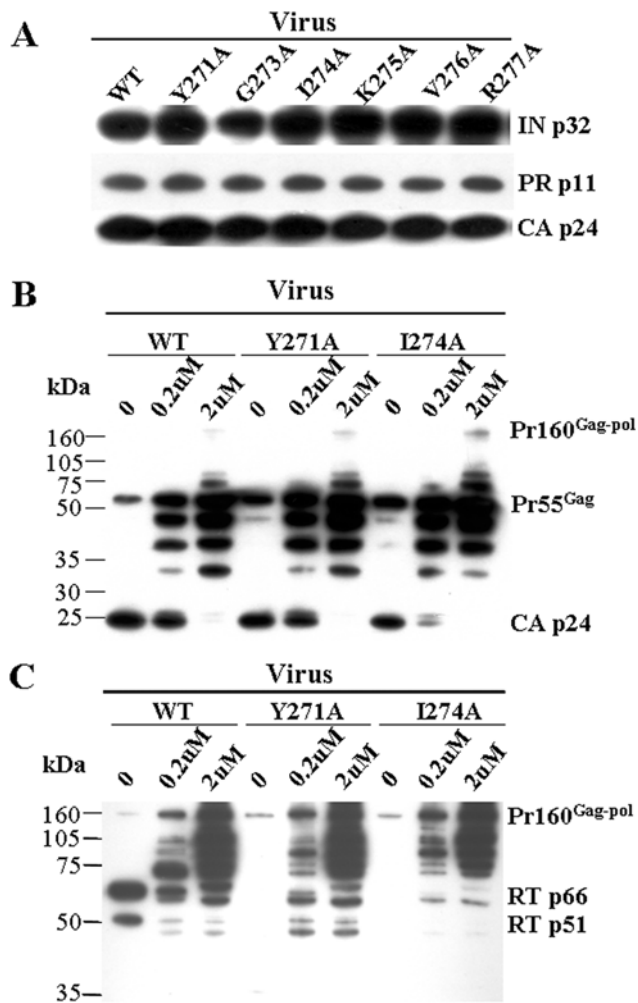 A
Virus
WT Y271A G273A I274A K275A V276A R277A
IN p32
PR p11
CA p24
B
Virus
WT Y271A I274A
kDa 0 0.2uM 2uM 0 0.2uM 2uM 0 0.2uM 2uM
160 Pr160Gag-pol
105
75
50 Pr55Gag
35
30
25 CA p24
C
Virus
WT Y271A I274A
kDa 0 0.2uM 2uM 0 0.2uM 2uM 0 0.2uM 2uM
160 Pr160Gag-pol
105
75
RT p66
50 RT p51
35